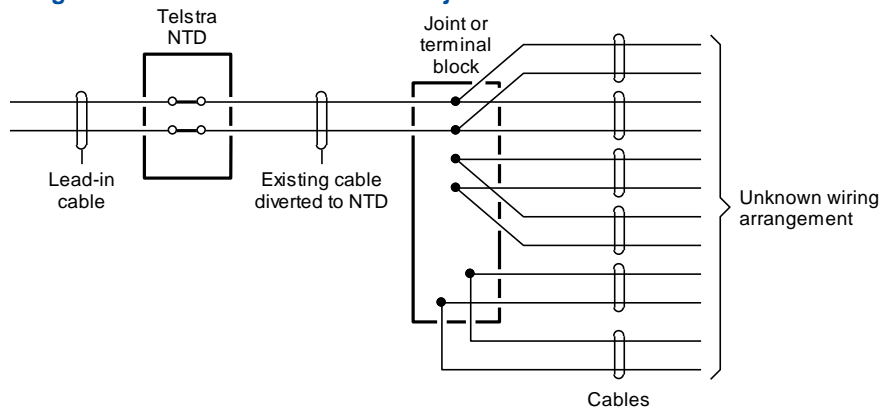 Telstra
NTD
Joint or
terminal
block
Lead-in
cable
Existing cable
diverted to NTD
Unknown wiring
arrangement
Cables